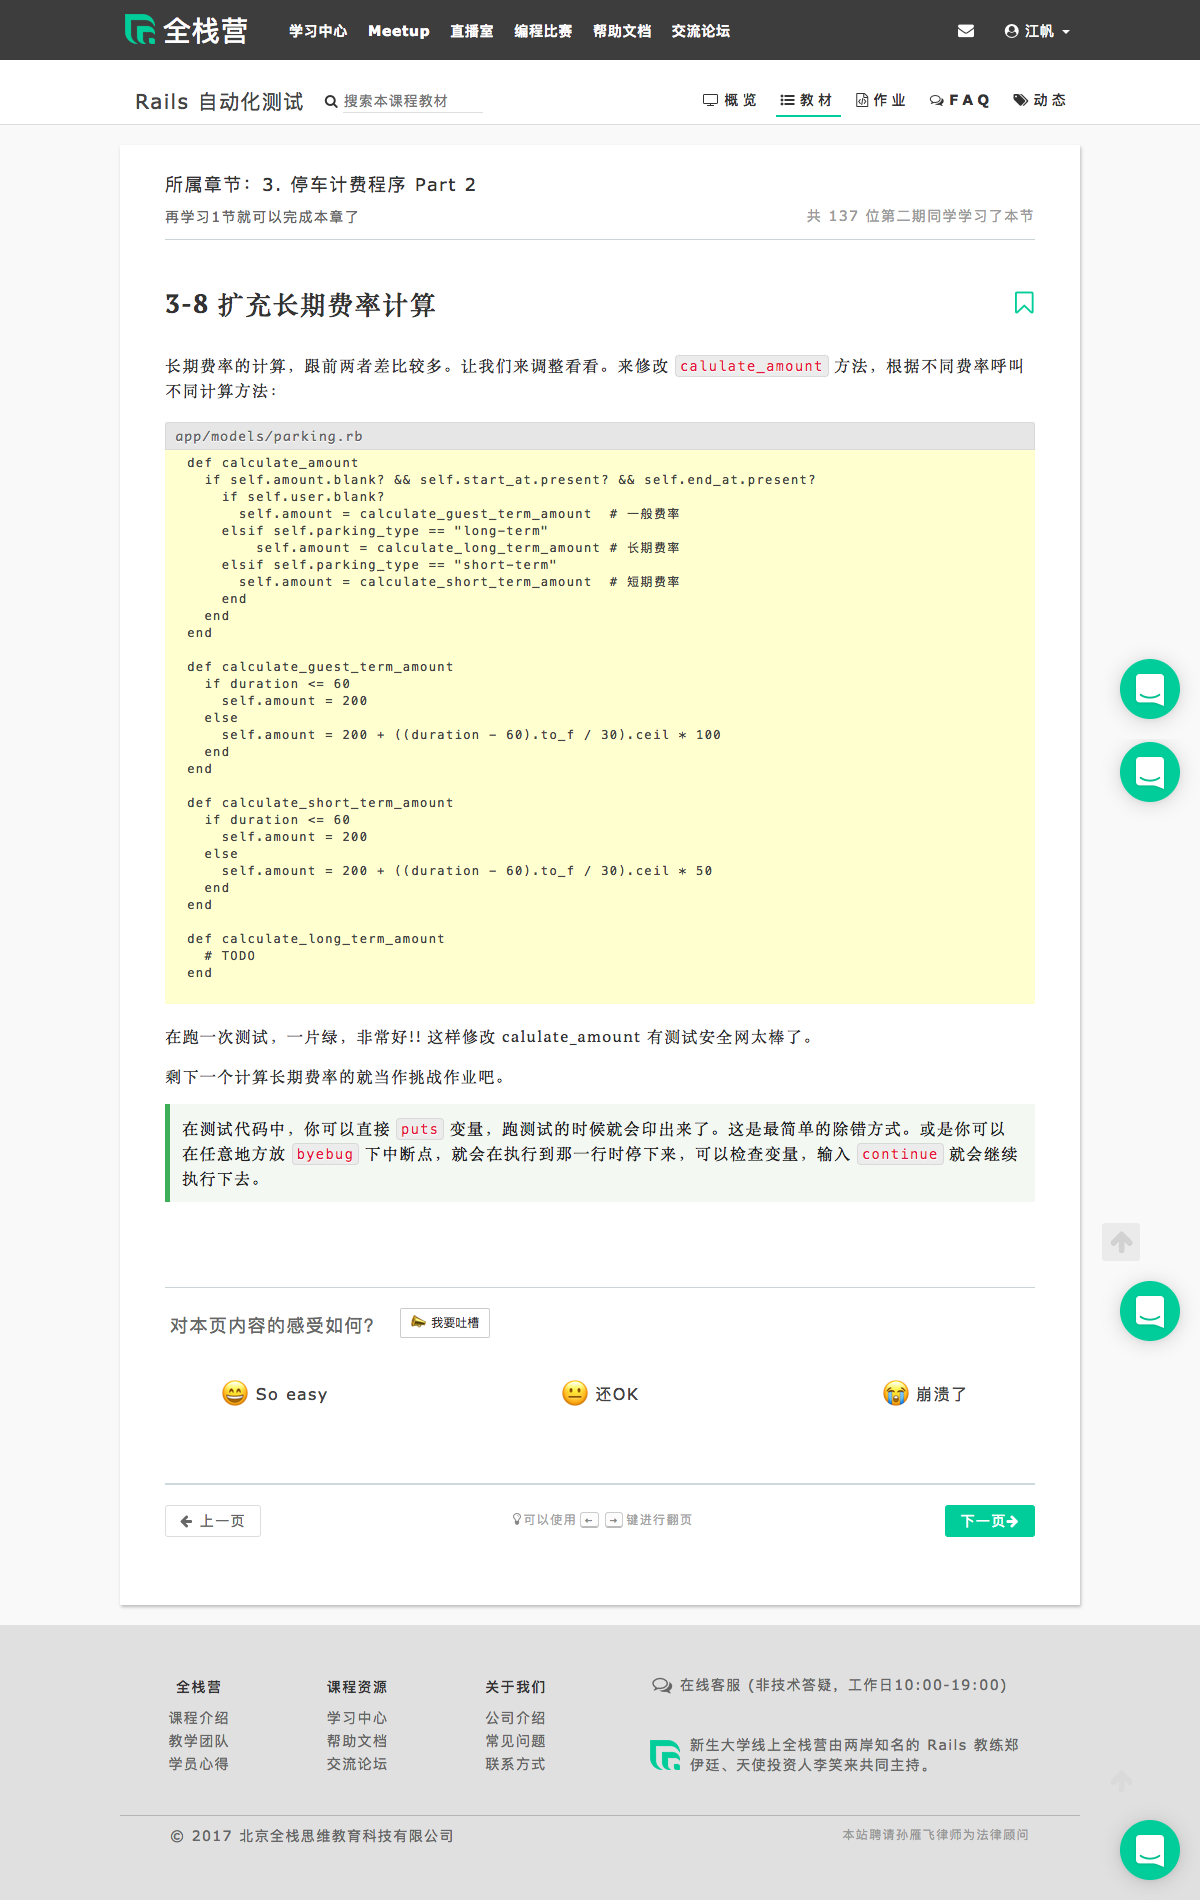 全栈营 学习中心 Meetup 直播室 编程比赛 帮助文档 交流论坛 江帆
Rails 自动化测试 搜索本课程教材 概览 教材 作业 FAQ 动态
所属章节：3. 停车计费程序 Part 2
再学习1节就可以完成本章了 共 137 位第二期同学学习了本节
3-8 扩充长期费率计算
长期费率的计算，跟前两者差比较多。让我们来调整看看。来修改 calulate_amount 方法，根据不同费率呼叫
不同计算方法：
app/models/parking.rb
def calculate_amount
  if self.amount.blank? && self.start_at.present? && self.end_at.present?
    if self.user.blank?
      self.amount = calculate_guest_term_amount  # 一般费率
    elsif self.parking_type == "long-term"
        self.amount = calculate_long_term_amount # 长期费率
    elsif self.parking_type == "short-term"
      self.amount = calculate_short_term_amount  # 短期费率
    end
  end
end
def calculate_guest_term_amount
  if duration <= 60
    self.amount = 200
  else
    self.amount = 200 + ((duration - 60).to_f / 30).ceil * 100
  end
end
def calculate_short_term_amount
  if duration <= 60
    self.amount = 200
  else
    self.amount = 200 + ((duration - 60).to_f / 30).ceil * 50
  end
end
def calculate_long_term_amount
  # TODO
end
在跑一次测试，一片绿，非常好!! 这样修改 calulate_amount 有测试安全网太棒了。
剩下一个计算长期费率的就当作挑战作业吧。
在测试代码中，你可以直接 puts 变量，跑测试的时候就会印出来了。这是最简单的除错方式。或是你可以
在任意地方放 byebug 下中断点，就会在执行到那一行时停下来，可以检查变量，输入 continue 就会继续
执行下去。
对本页内容的感受如何? 我要吐槽
So easy 还OK 崩溃了
上一页 可以使用 ← → 键进行翻页 下一页
全栈营 课程资源 关于我们 在线客服 (非技术答疑，工作日10:00-19:00)
课程介绍 学习中心 公司介绍
教学团队 帮助文档 常见问题 新生大学线上全栈营由两岸知名的 Rails 教练郑
学员心得 交流论坛 联系方式 伊廷、天使投资人李笑来共同主持。
© 2017 北京全栈思维教育科技有限公司 本站聘请孙雁飞律师为法律顾问